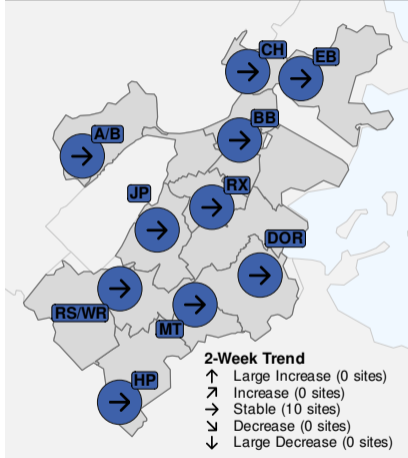 CH
EB
BB
A/B
RX
JP
DOR
RS/WR
MT
HP
2-Week Trend
↑ Large Increase (0 sites)
↗ Increase (0 sites)
→ Stable (10 sites)
↘ Decrease (0 sites)
↓ Large Decrease (0 sites)